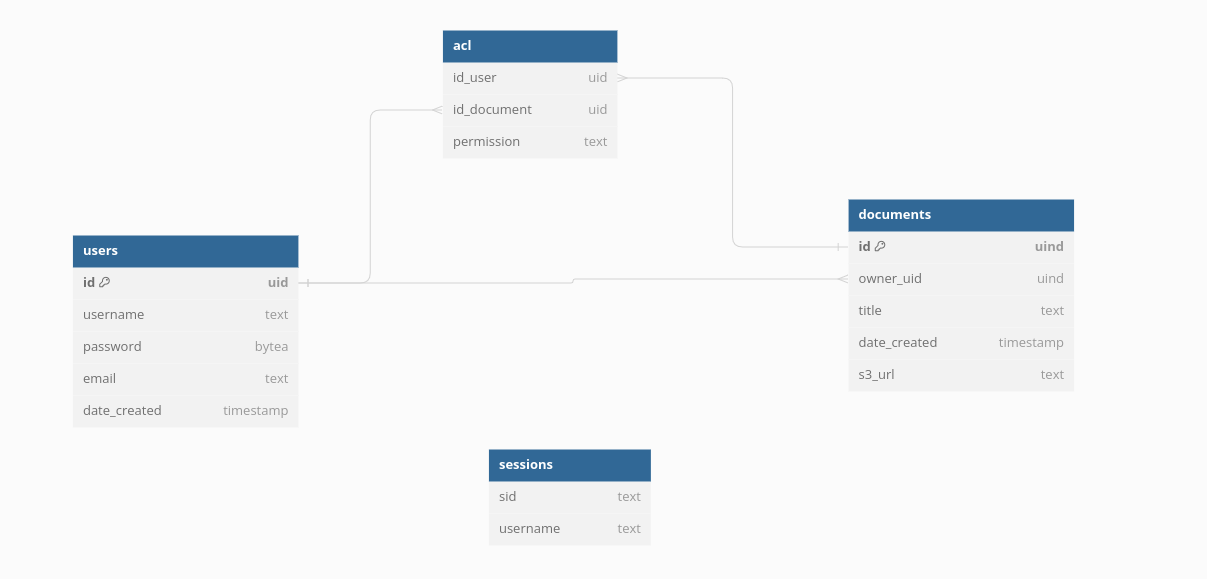 acl
id_user uid
id_document uid
permission text
users
id uid
username text
password bytea
email text
date_created timestamp
documents
id uind
owner_uid uind
title text
date_created timestamp
s3_url text
sessions
sid text
username text